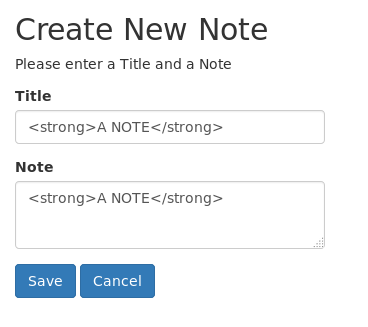 Create New Note
Please enter a Title and a Note
Title
<strong>A NOTE</strong>
Note
<strong>A NOTE</strong>
Save Cancel